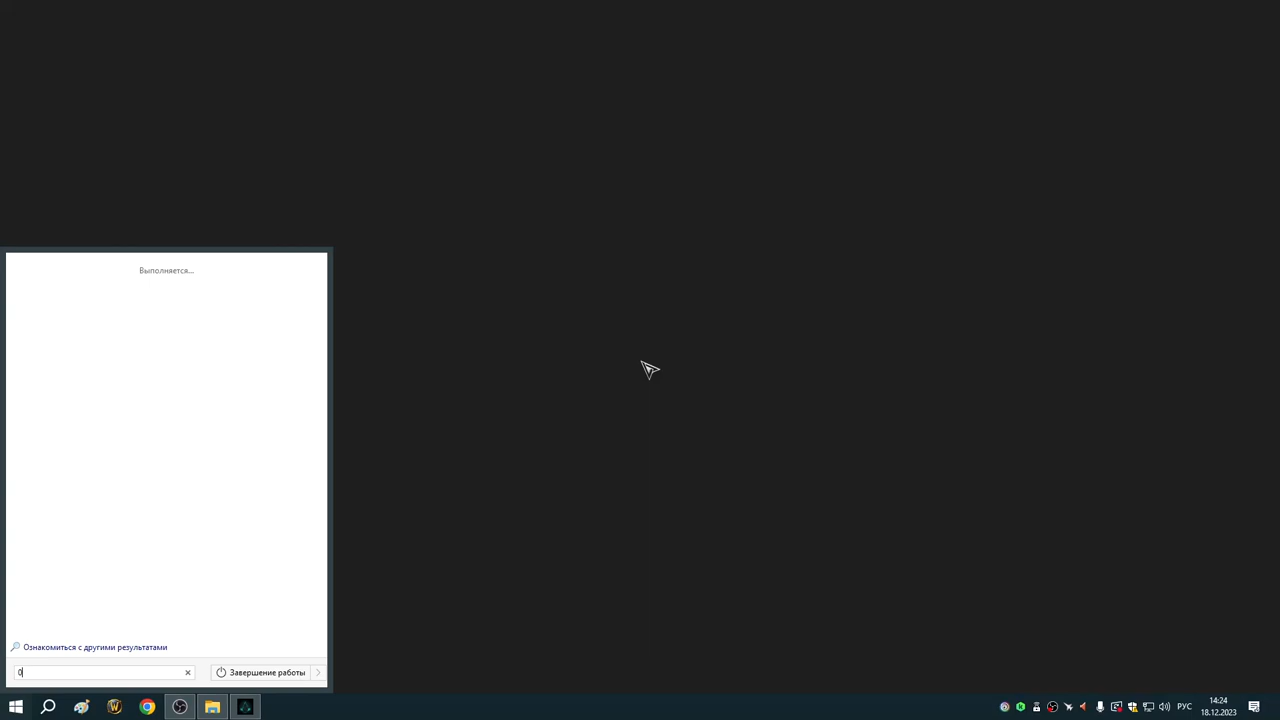 Выполняется...
Ознакомиться с другими результатами
0
Завершение работы
РУС
14:24
18.12.2023